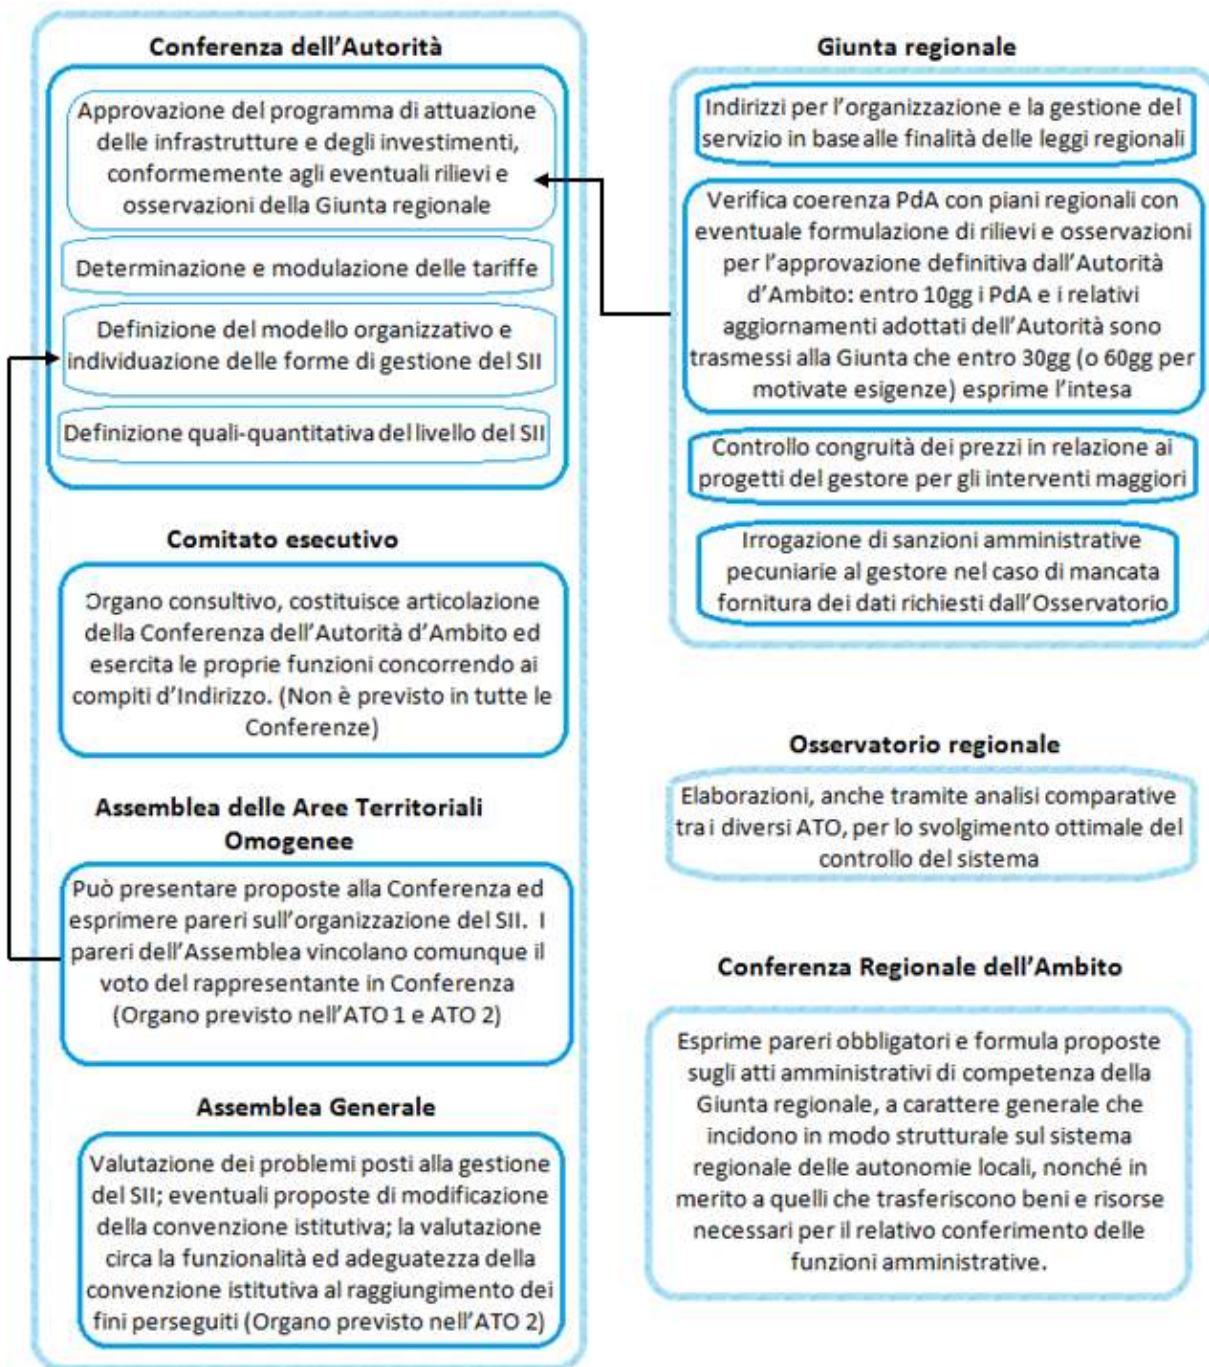 Conferenza dell'Autorità
Approvazione del programma di attuazione
delle infrastrutture e degli investimenti,
conformemente agli eventuali rilievi e
osservazioni della Giunta regionale
Determinazione e modulazione delle tariffe
Definizione del modello organizzativo e
individuazione delle forme di gestione del SII
Definizione quali-quantitativa del livello del SII
Comitato esecutivo
Organo consultivo, costituisce articolazione
della Conferenza dell'Autorità d'Ambito ed
esercita le proprie funzioni concorrendo ai
compiti d'Indirizzo. (Non è previsto in tutte le
Conferenze)
Assemblea delle Aree Territoriali
Omogenee
Può presentare proposte alla Conferenza ed
esprimere pareri sull'organizzazione del SII. I
pareri dell'Assemblea vincolano comunque il
voto del rappresentante in Conferenza
(Organo previsto nell'ATO 1 e ATO 2)
Assemblea Generale
Valutazione dei problemi posti alla gestione
del SII; eventuali proposte di modificazione
della convenzione istitutiva; la valutazione
circa la funzionalità ed adeguatezza della
convenzione istitutiva al raggiungimento dei
fini perseguiti (Organo previsto nell'ATO 2)
Giunta regionale
Indirizzi per l'organizzazione e la gestione del
servizio in base alle finalità delle leggi regionali
Verifica coerenza PdA con piani regionali con
eventuale formulazione di rilievi e osservazioni
per l'approvazione definitiva dall'Autorità
d'Ambito: entro 10gg i PdA e i relativi
aggiornamenti adottati dell'Autorità sono
trasmessi alla Giunta che entro 30gg (o 60gg per
motivate esigenze) esprime l'intesa
Controllo congruità dei prezzi in relazione ai
progetti del gestore per gli interventi maggiori
Irrogazione di sanzioni amministrative
pecuniarie al gestore nel caso di mancata
fornitura dei dati richiesti dall'Osservatorio
Osservatorio regionale
Elaborazioni, anche tramite analisi comparative
tra i diversi ATO, per lo svolgimento ottimale del
controllo del sistema
Conferenza Regionale dell'Ambito
Esprime pareri obbligatori e formula proposte
sugli atti amministrativi di competenza della
Giunta regionale, a carattere generale che
incidono in modo strutturale sul sistema
regionale delle autonomie locali, nonché in
merito a quelli che trasferiscono beni e risorse
necessari per il relativo conferimento delle
funzioni amministrative.